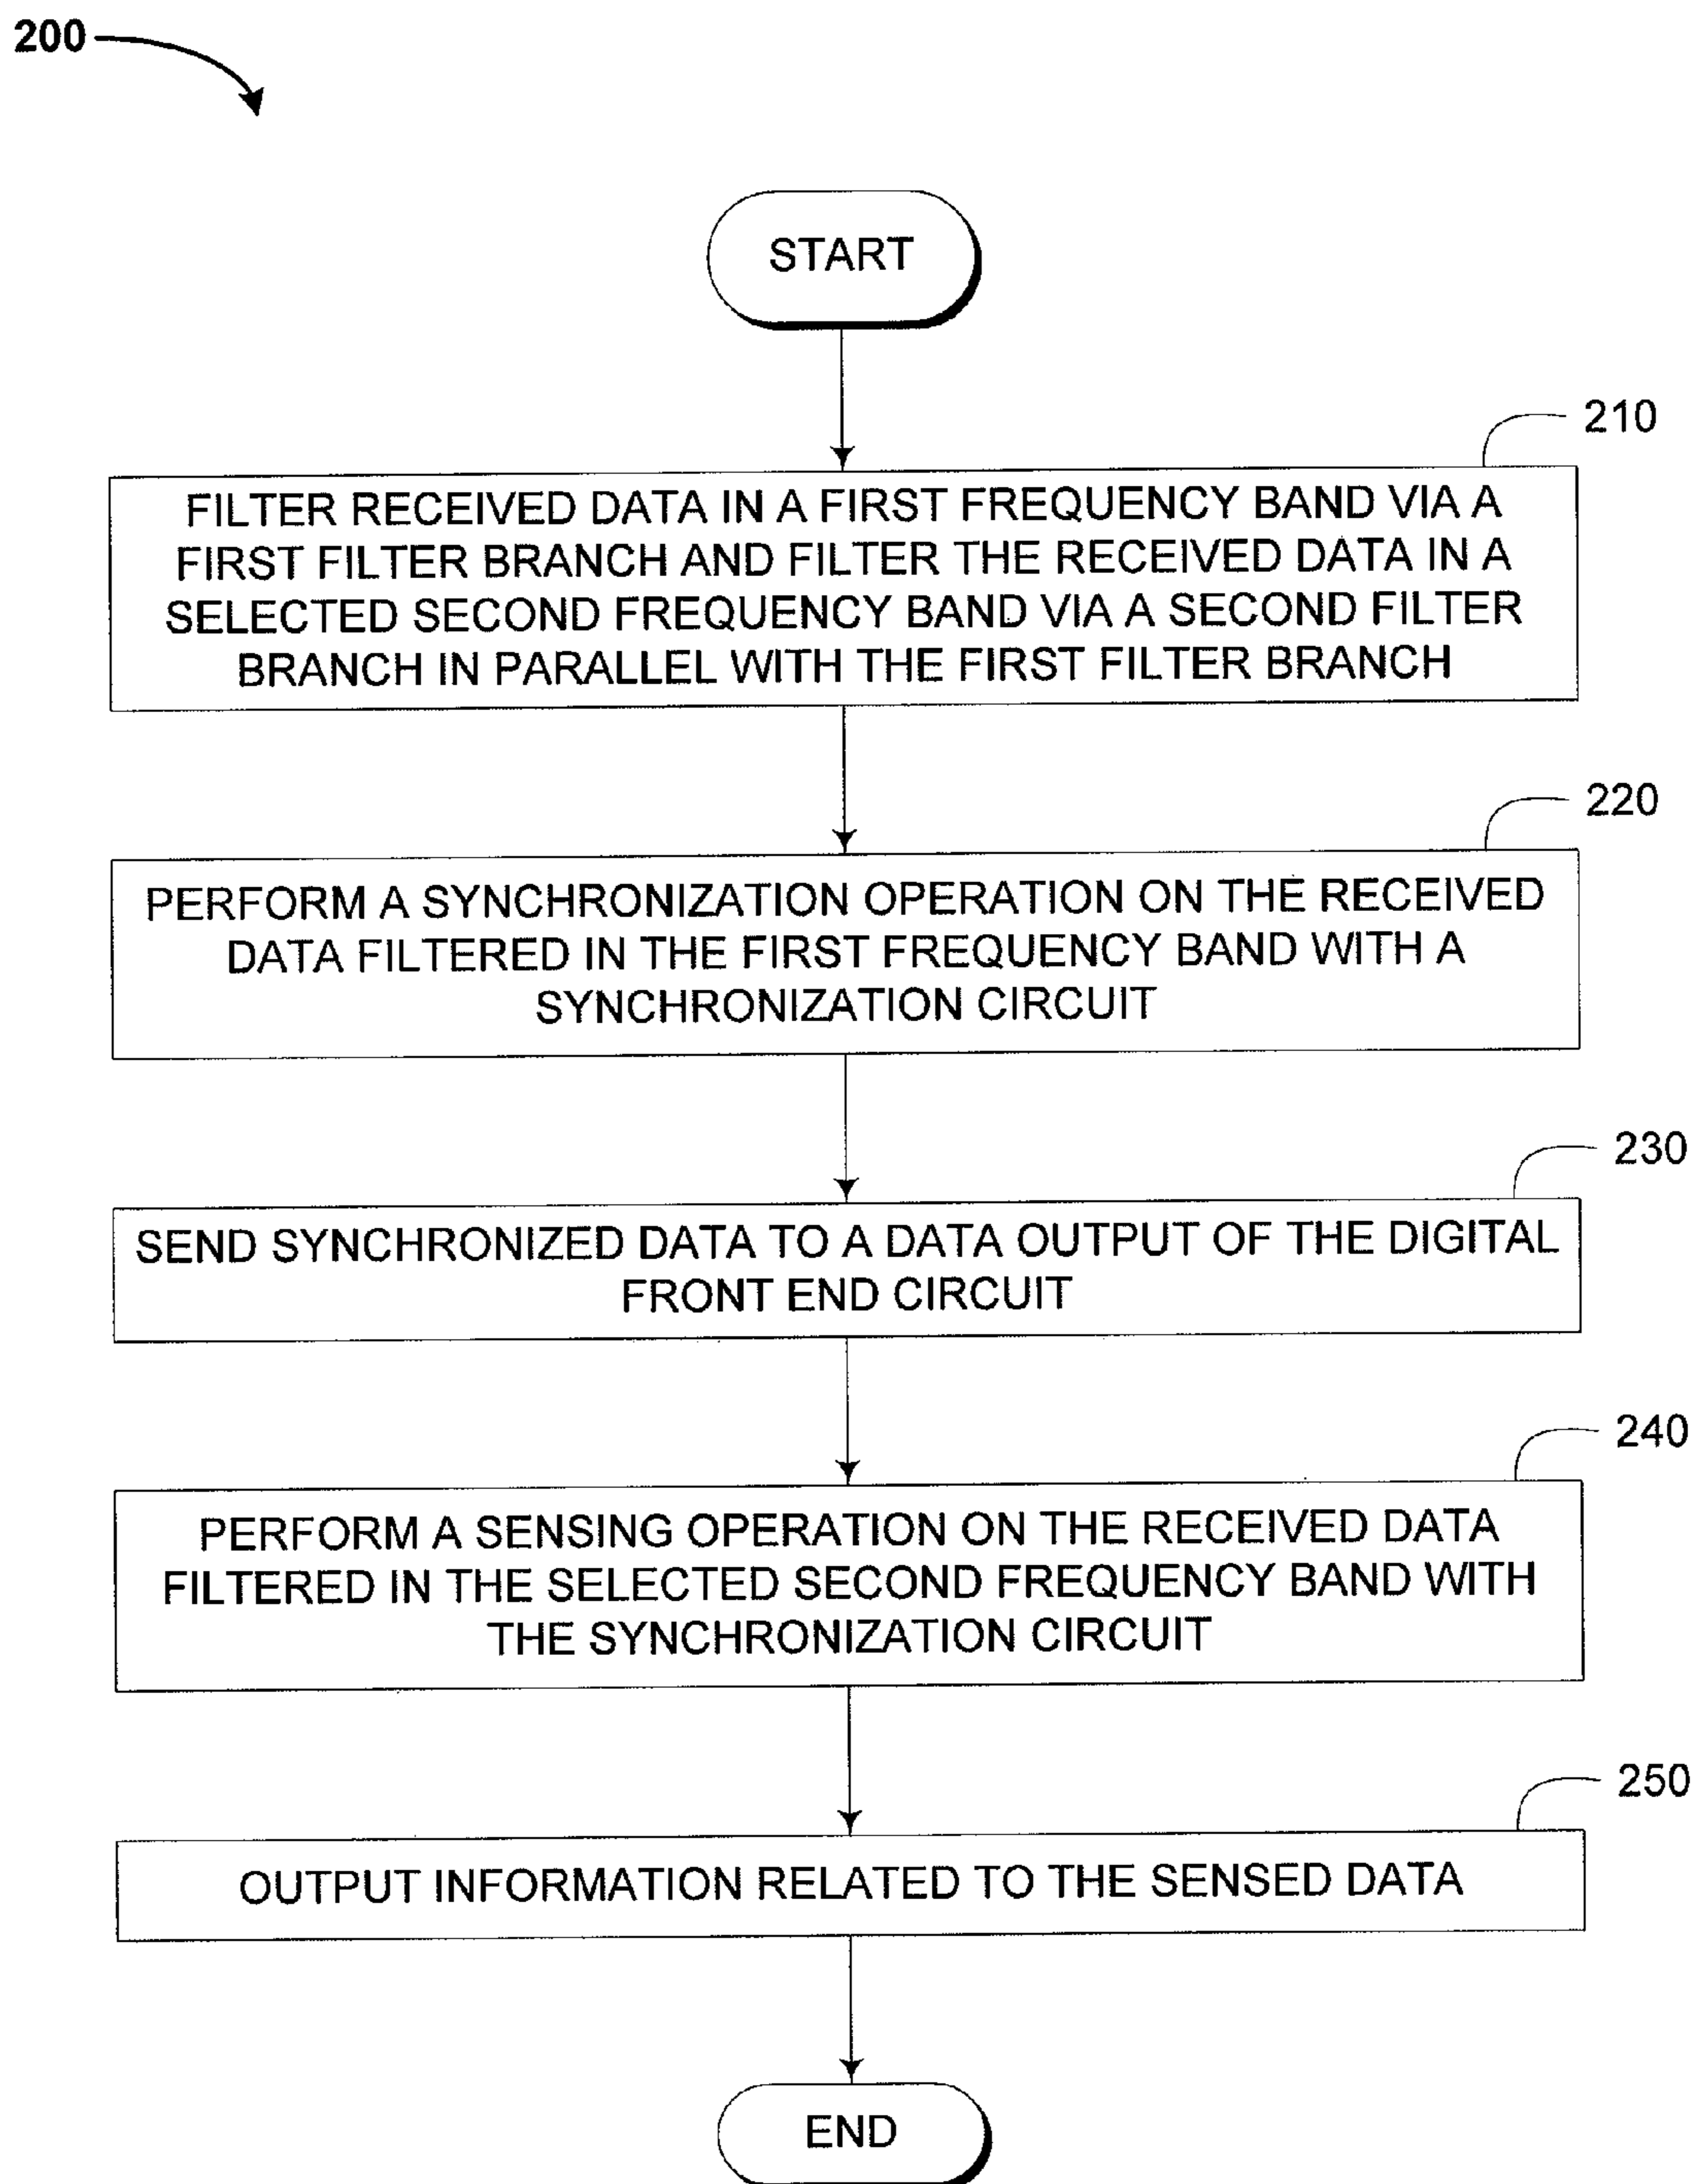 200
START
210
FILTER RECEIVED DATA IN A FIRST FREQUENCY BAND VIA A
FIRST FILTER BRANCH AND FILTER THE RECEIVED DATA IN A
SELECTED SECOND FREQUENCY BAND VIA A SECOND FILTER
BRANCH IN PARALLEL WITH THE FIRST FILTER BRANCH
220
PERFORM A SYNCHRONIZATION OPERATION ON THE RECEIVED
DATA FILTERED IN THE FIRST FREQUENCY BAND WITH A
SYNCHRONIZATION CIRCUIT
230
SEND SYNCHRONIZED DATA TO A DATA OUTPUT OF THE DIGITAL
FRONT END CIRCUIT
240
PERFORM A SENSING OPERATION ON THE RECEIVED DATA
FILTERED IN THE SELECTED SECOND FREQUENCY BAND WITH
THE SYNCHRONIZATION CIRCUIT
250
OUTPUT INFORMATION RELATED TO THE SENSED DATA
END